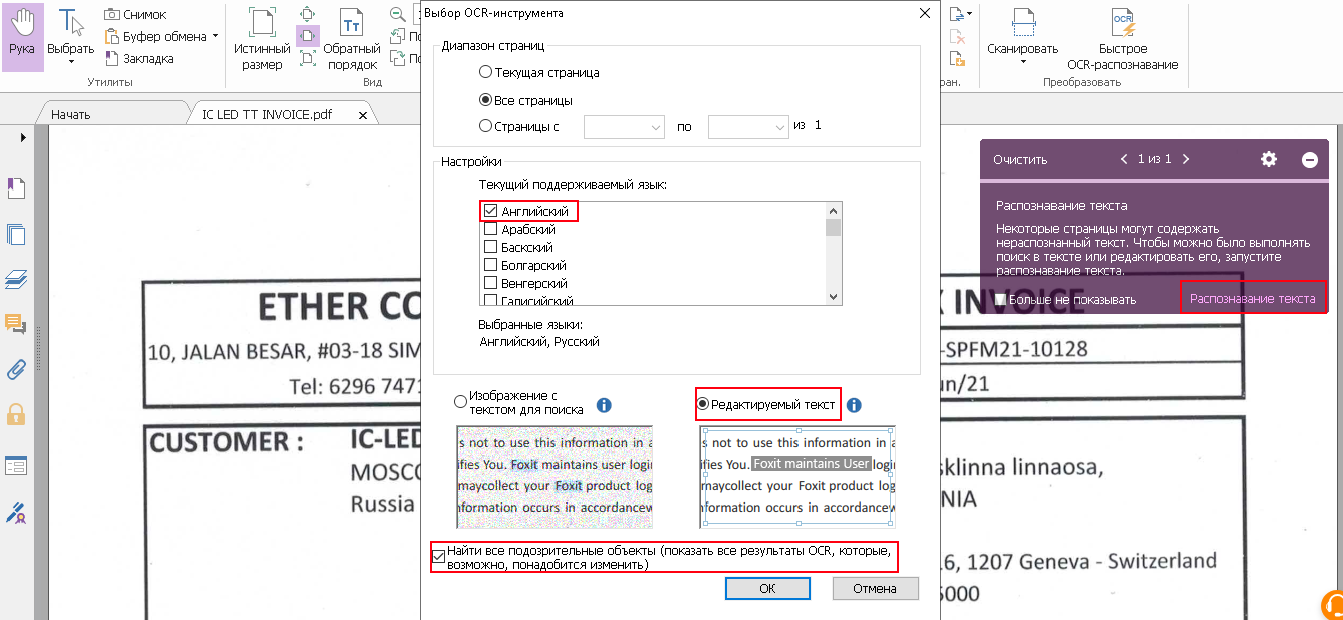 Рука
Выбрать
Снимок
Буфер обмена
Закладка
Утилиты
Истинный
размер
Обратный
порядок
Вид
Выбор OCR-инструмента
Сканировать
Быстрое
OCR-распознавание
ран.
Преобразовать
Начать
IC LED TT INVOICE.pdf
Диапазон страниц
Текущая страница
Все страницы
Страницы с
по
из 1
Настройки
Текущий поддерживаемый язык:
Английский
Арабский
Баскский
Болгарский
Венгерский
Галисийский
Выбранные языки:
Английский, Русский
Изображение с
текстом для поиска
Редактируемый текст
s not to use this information in a
ifies You. Foxit maintains user logi
maycollect your Foxit product log
nformation occurs in accordancew
s not to use this information in a
ifies You. Foxit maintains User logi
maycollect your Foxit product log
nformation occurs in accordancew
Найти все подозрительные объекты (показать все результаты OCR, которые,
возможно, понадобится изменить)
OK
Отмена
Очистить
1 из 1
Распознавание текста
Некоторые страницы могут содержать
нераспознанный текст. Чтобы можно было выполнять
поиск в тексте или редактировать его, запустите
распознавание текста.
Больше не показывать
Распознавание текста
ETHER CO
INVOICE
10, JALAN BESAR, #03-18 SIM
-SPFM21-10128
Tel: 6296 7471
un/21
CUSTOMER :
IC-LED
MOSCO
Russia
sklinna linnaosa,
NIA
16, 1207 Geneva - Switzerland
5000